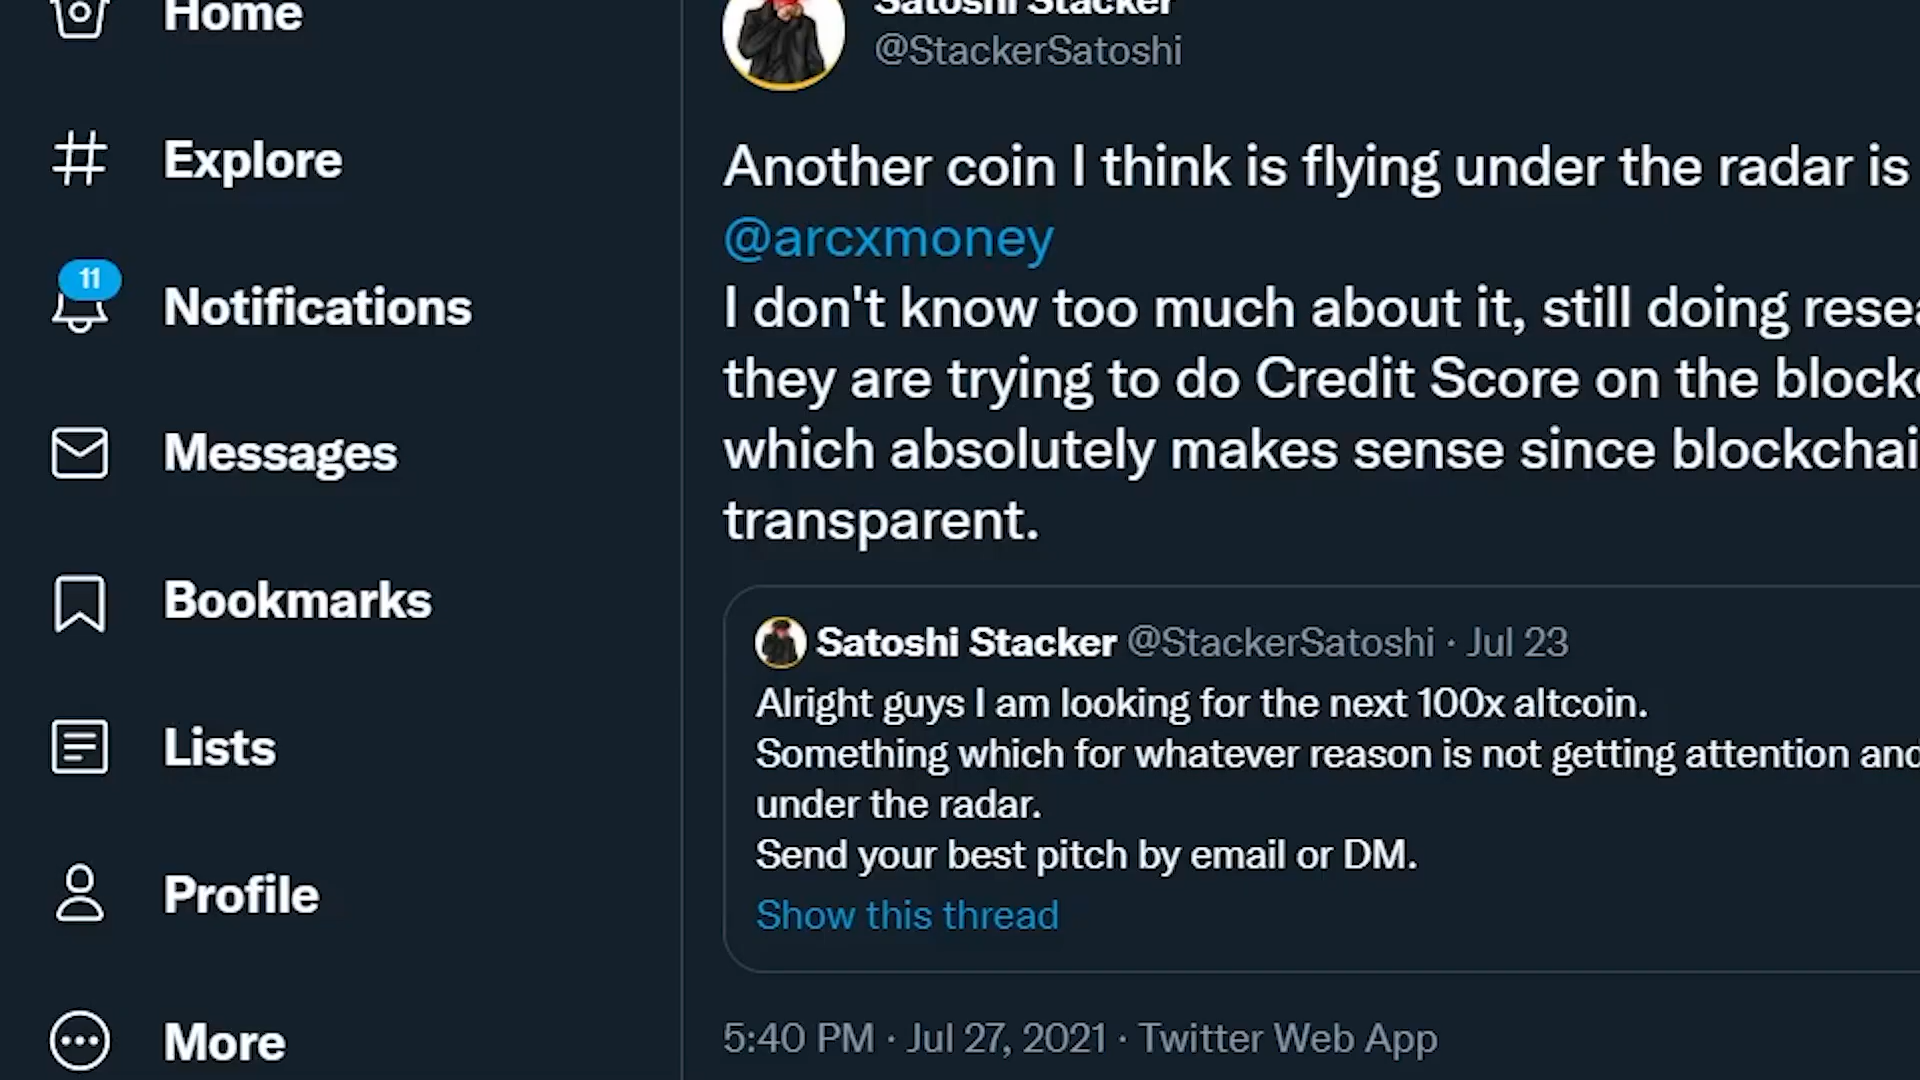 Home
Explore
11
Notifications
Messages
Bookmarks
Lists
Profile
More
Satoshi Stacker
@StackerSatoshi
Another coin I think is flying under the radar is
@arcxmoney
I don't know too much about it, still doing
they are trying to do Credit Score on the
which absolutely makes sense since
transparent.
Satoshi Stacker @StackerSatoshi · Jul 23
Alright guys I am looking for the next 100x altcoin.
Something which for whatever reason is not getting attention and
under the radar.
Send your best pitch by email or DM.
Show this thread
5:40 PM · Jul 27, 2021 · Twitter Web App